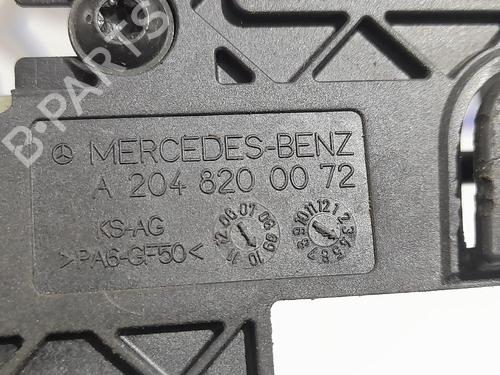 B-PARTS
MERCEDES-BENZ
A 204 820 00 72
KS-AG
>PA6-GF50<